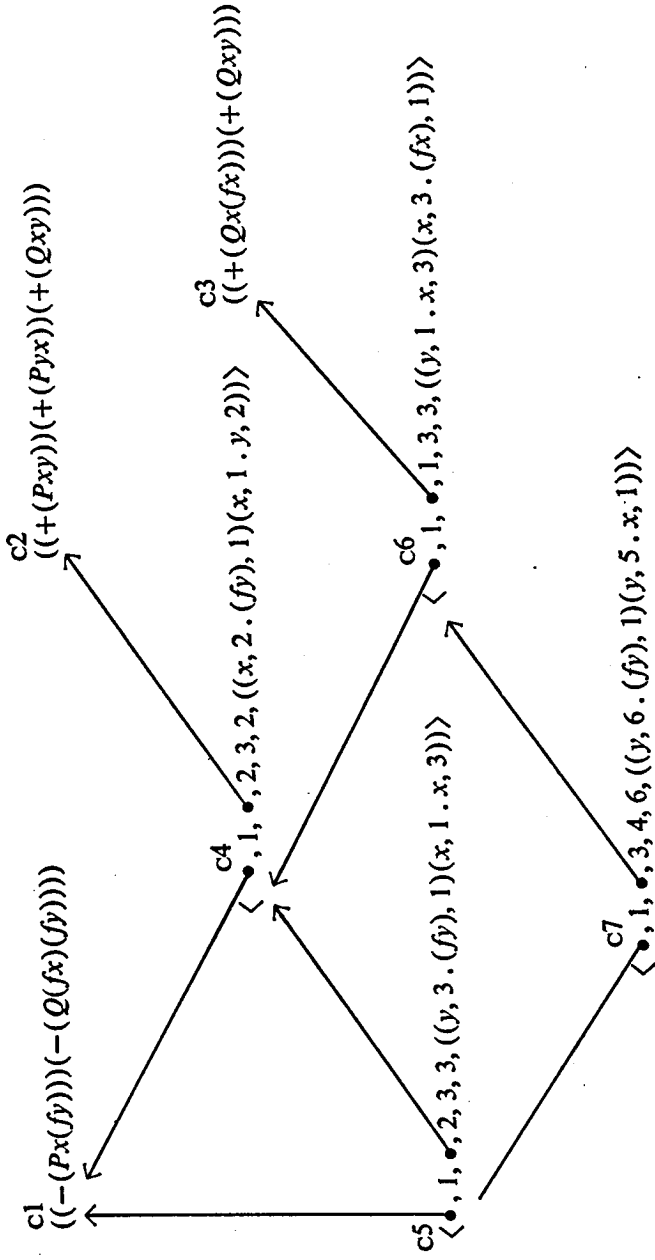 c1
((−(Px(fy)))(−(Q(fx)(fy))))
c2
((+(Pxy))(+(Pyx))(+(Qxy)))
c3
((+(Qx(fx)))(+(Qxy)))
c4
⟨•, 1, •, 2, 3, 2, ((x, 2 . (fy), 1)(x, 1 . y, 2))⟩
c5
⟨•, 1, •, 2, 3, 3, ((y, 3 . (fy), 1)(x, 1 . x, 3))⟩
c6
⟨•, 1, •, 1, 3, 3, ((y, 1 . x, 3)(x, 3 . (fx), 1))⟩
c7
⟨•, 1, •, 3, 4, 6, ((y, 6 . (fy), 1)(y, 5 . x, 1))⟩